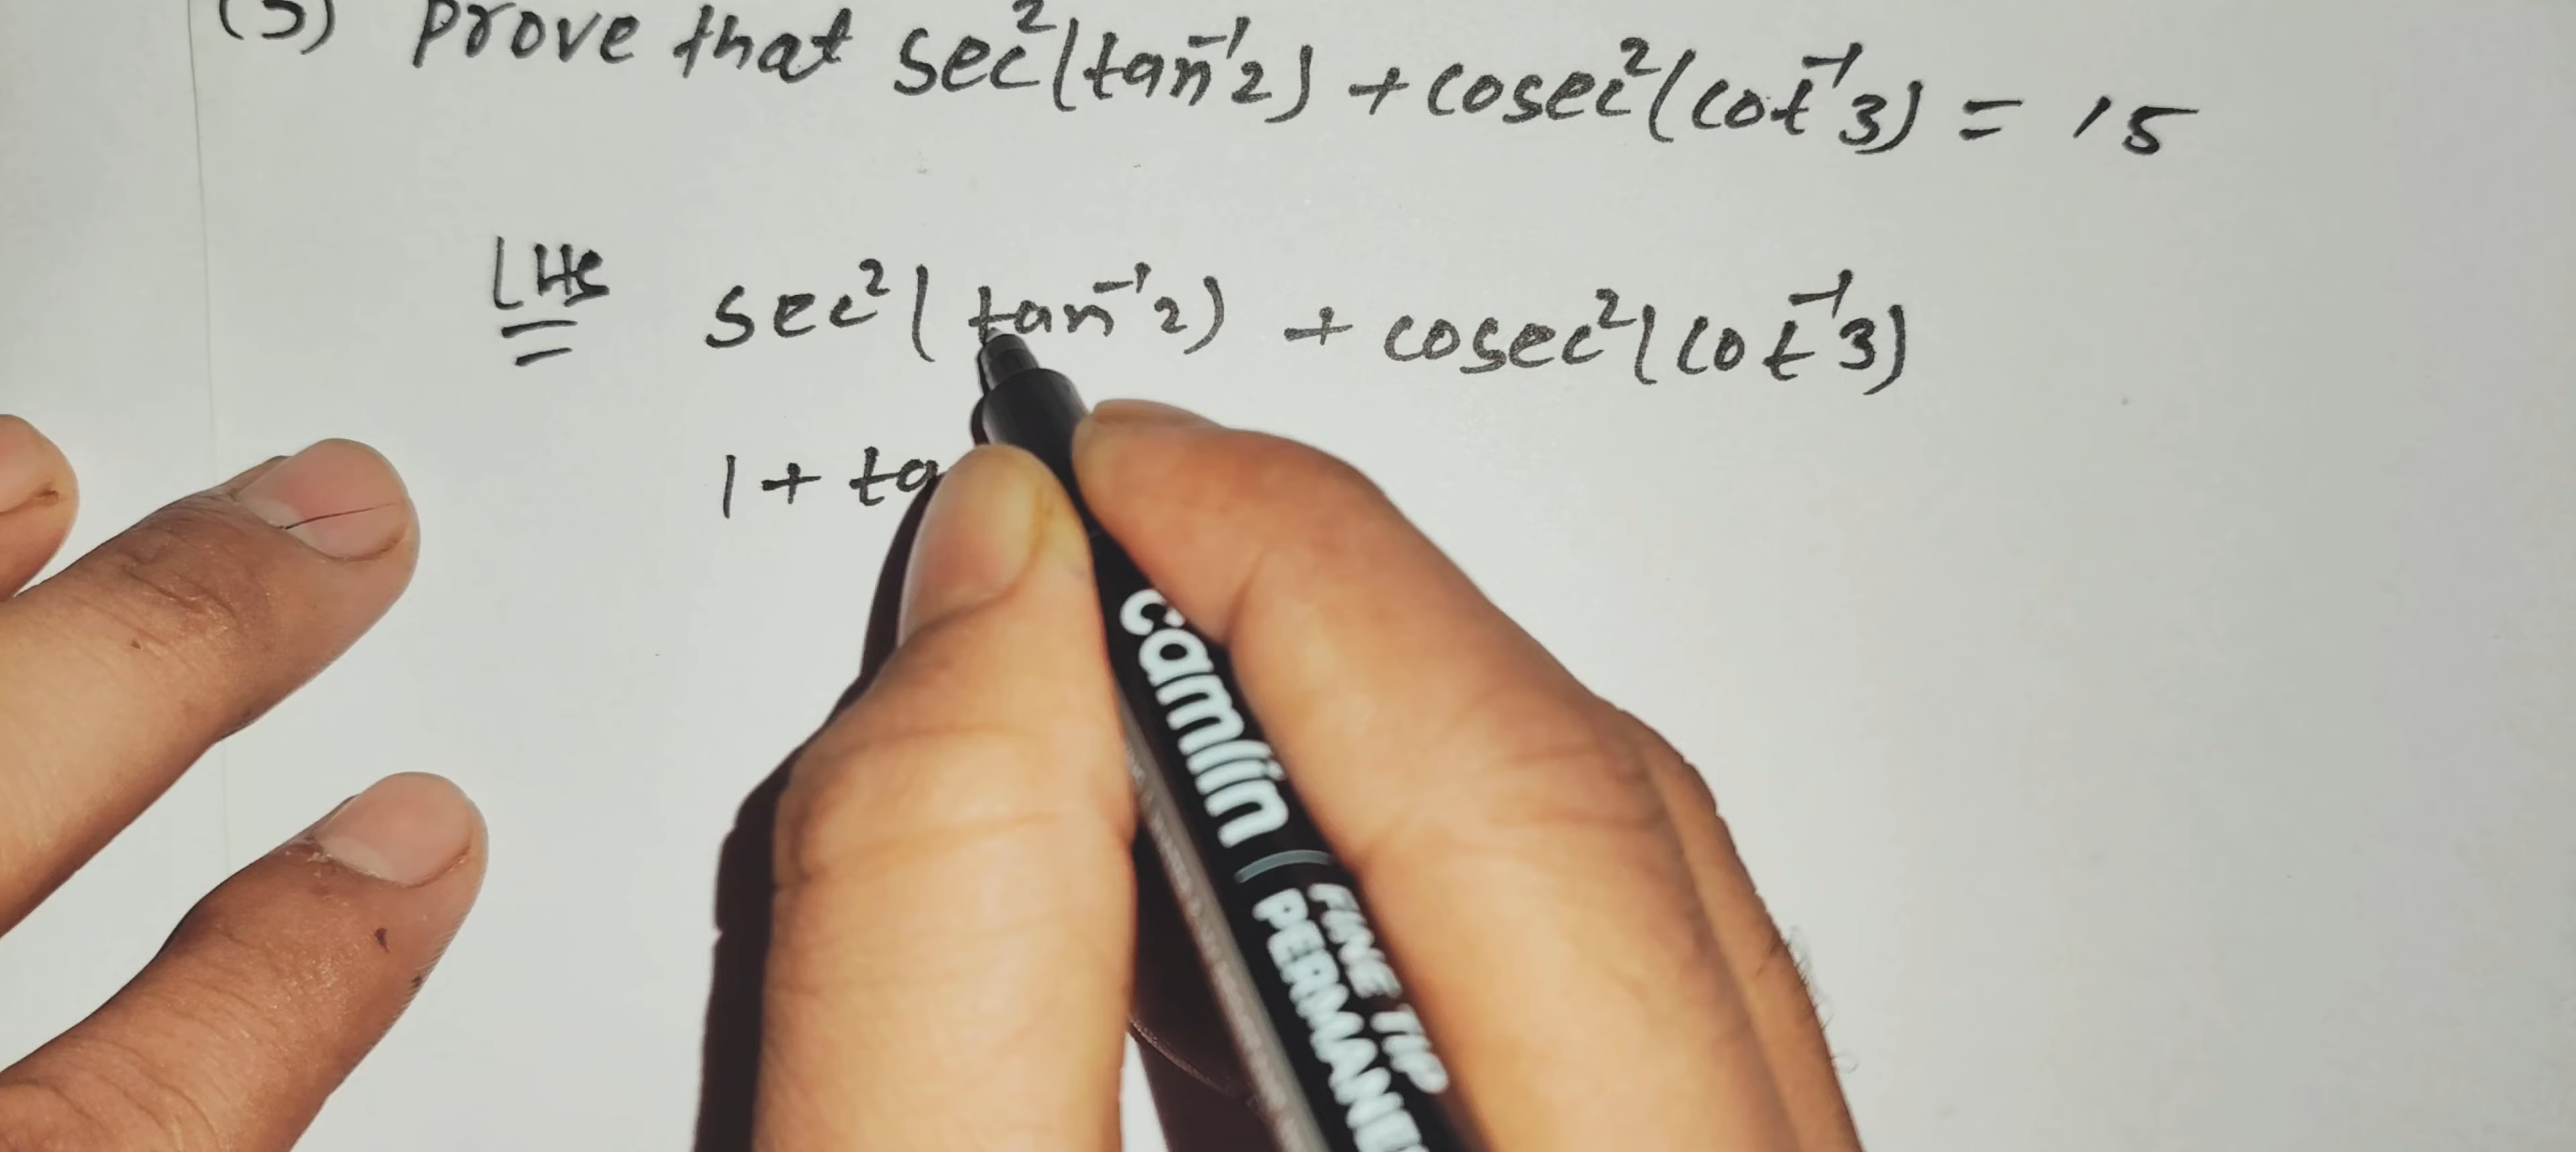 (5) Prove that sec²(tan⁻¹2) + cosec²(cot⁻¹3) = 15
LHS sec²(tan⁻¹2) + cosec²(cot⁻¹3)
1 + ta
camlin
FINE TIP
PERMANE